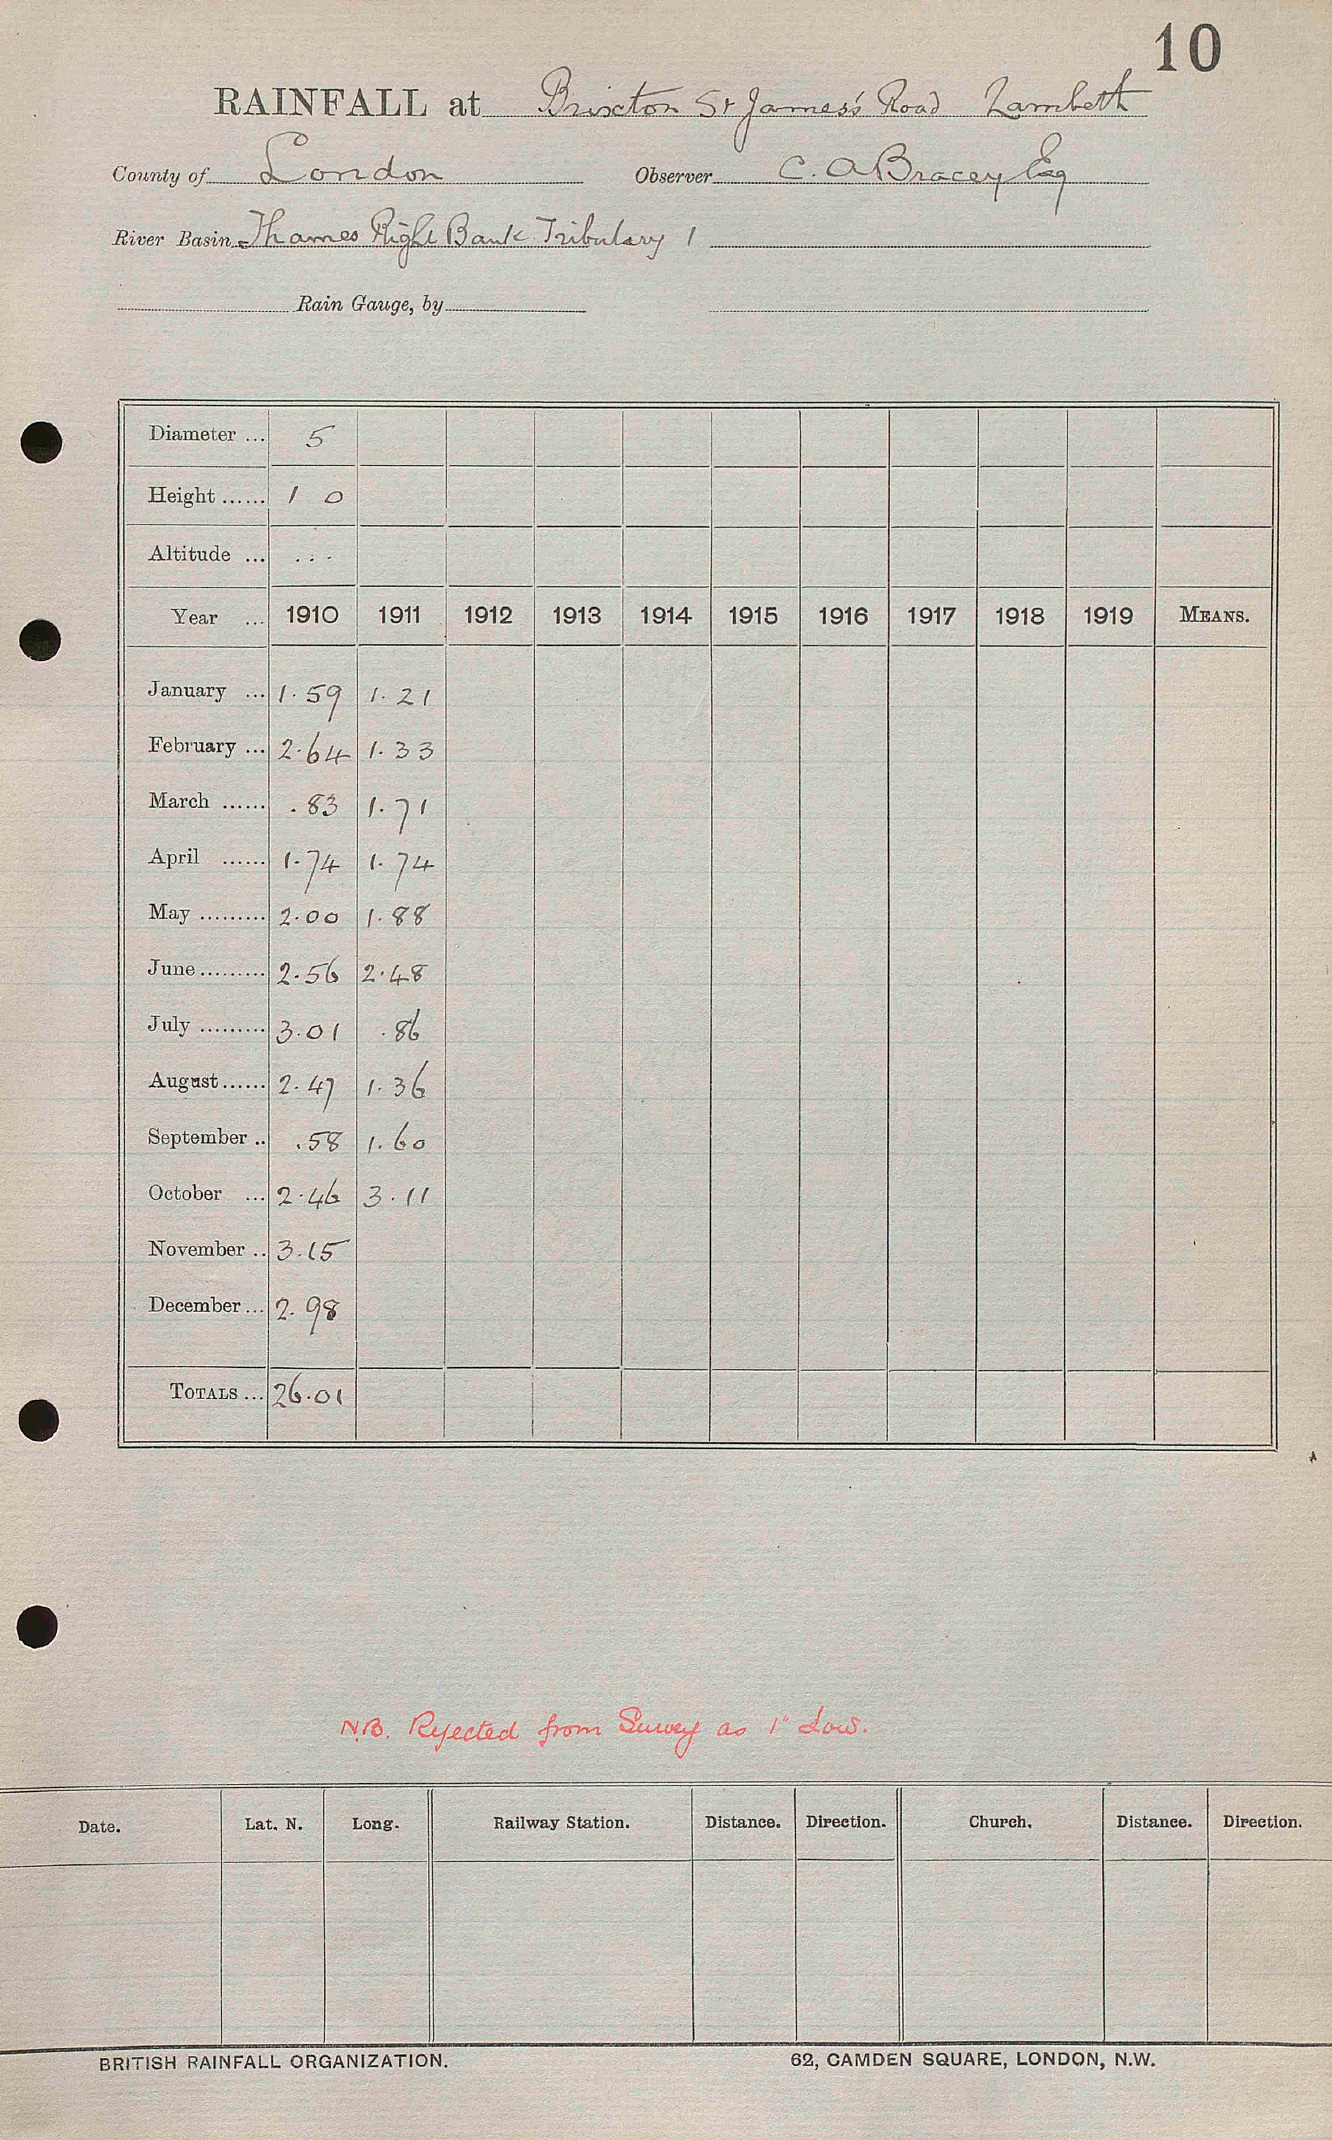 10
RAINFALL at Brixton St James's Road Lambeth
County of London Observer C. A Bracey Esq
River Basin Thames Right Bank Tributary 1
Rain Gauge, by
Diameter ... 5
Height ...... 1 0
Altitude ... ...
Year ... 1910 1911 1912 1913 1914 1915 1916 1917 1918 1919 MEANS.
January ... 1.59 1.21
February ... 2.64 1.33
March ...... .83 1.71
April ...... 1.74 1.74
May ......... 2.00 1.88
June ......... 2.56 2.48
July ......... 3.01 .86
August ...... 2.47 1.36
September .. .58 1.60
October ... 2.46 3.11
November .. 3.15
December ... 2.98
TOTALS ... 26.01
N.B. Rejected from Survey as 1" Low.
Date. Lat. N. Long. Railway Station. Distance. Direction. Church. Distance. Direction.
BRITISH RAINFALL ORGANIZATION. 62, CAMDEN SQUARE, LONDON, N.W.